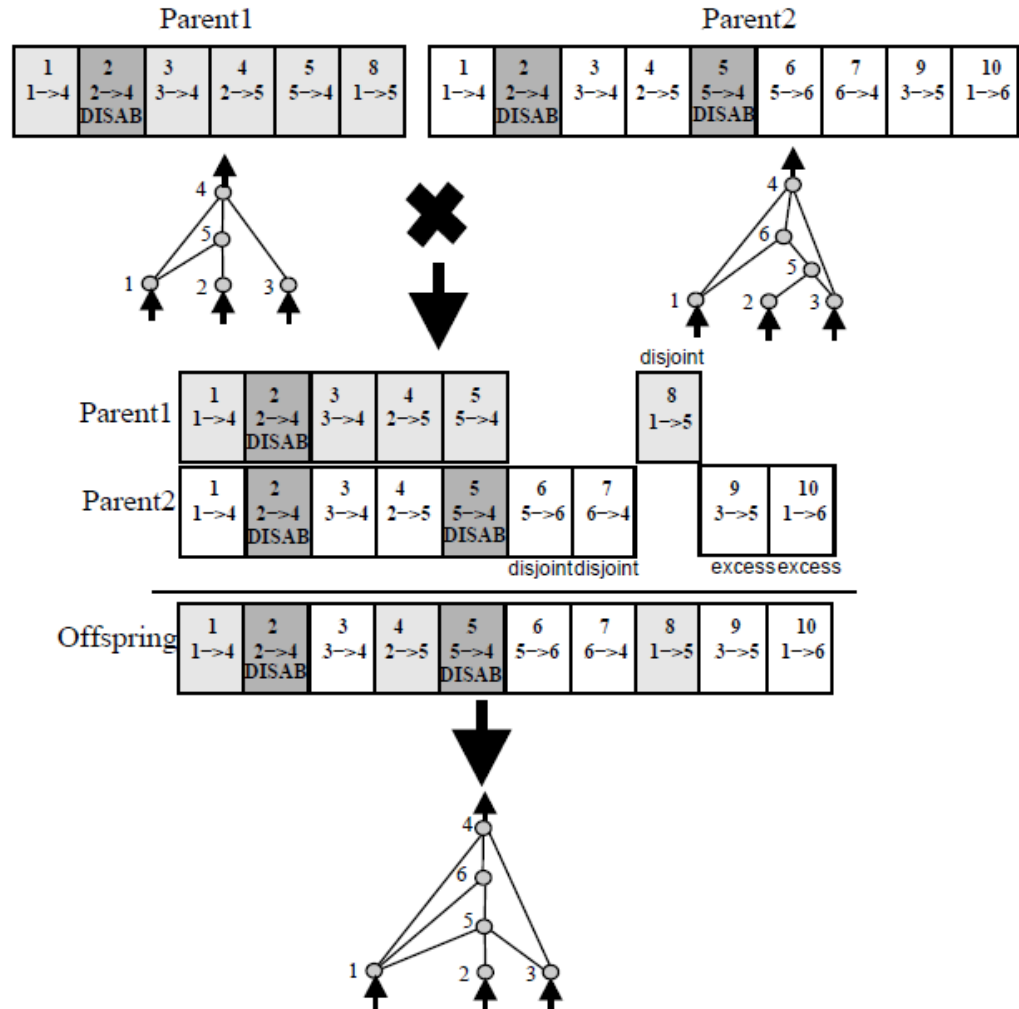 Parent1 Parent2
1 2 3 4 5 8 1 2 3 4 5 6 7 9 10
1->4 2->4 3->4 2->5 5->4 1->5 1->4 2->4 3->4 2->5 5->4 5->6 6->4 3->5 1->6
DISAB DISAB DISAB
4 4
5 6
5
1 2 3 1 2 3
disjoint
Parent1 1 2 3 4 5 8
1->4 2->4 3->4 2->5 5->4 1->5
DISAB
Parent2 1 2 3 4 5 6 7 9 10
1->4 2->4 3->4 2->5 5->4 5->6 6->4 3->5 1->6
DISAB DISAB
disjoint disjoint excess excess
Offspring 1 2 3 4 5 6 7 8 9 10
1->4 2->4 3->4 2->5 5->4 5->6 6->4 1->5 3->5 1->6
DISAB DISAB
4
6
5
1 2 3